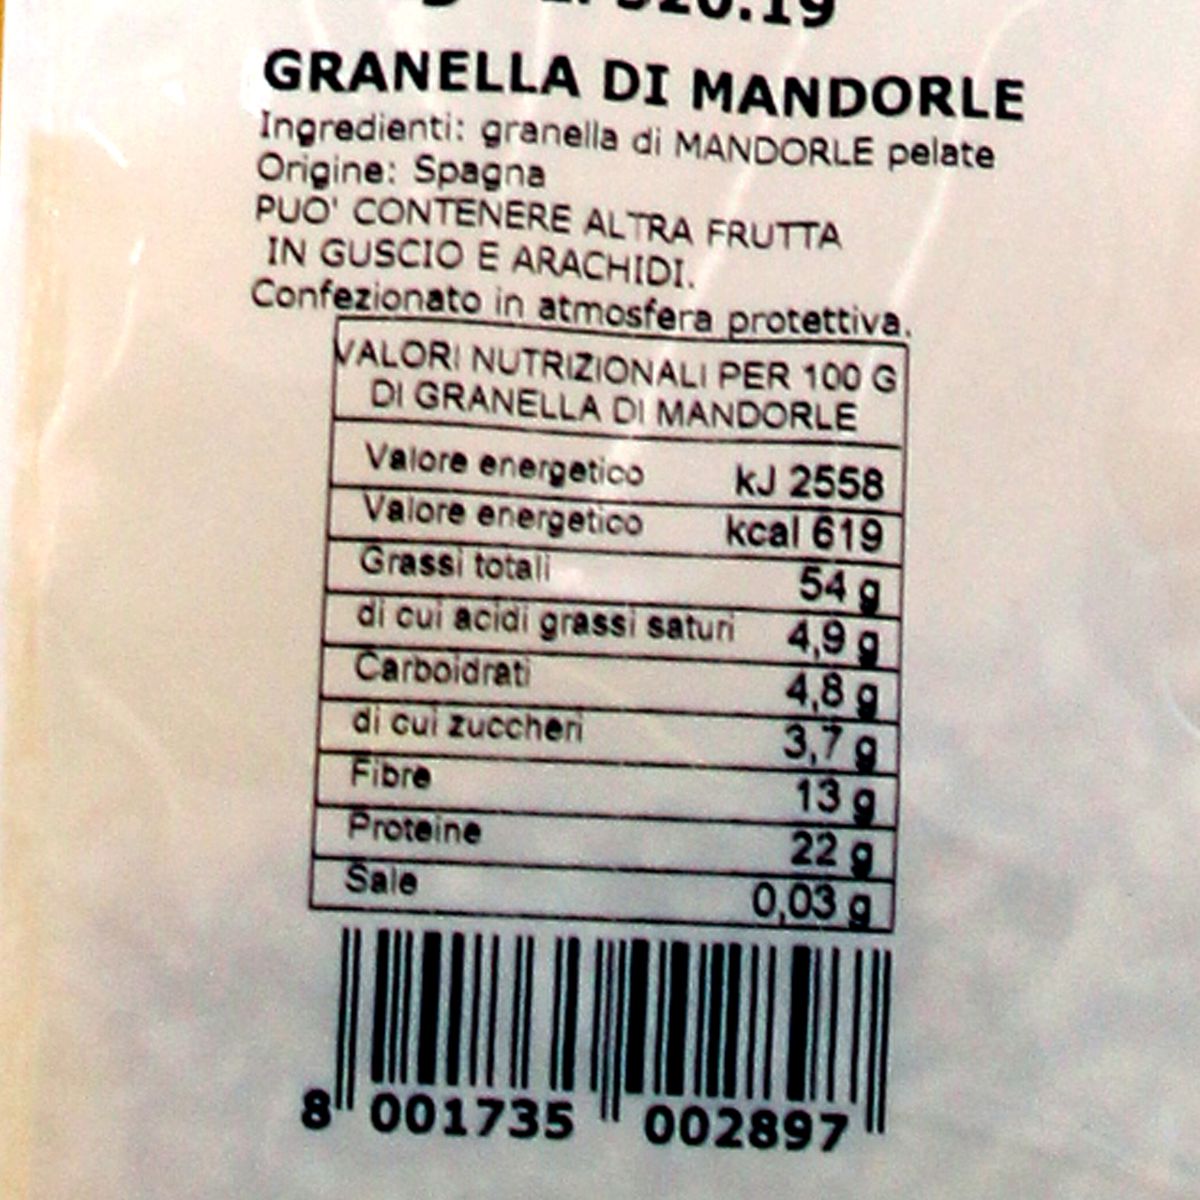 GRANELLA DI MANDORLE
Ingredienti: granella di MANDORLE pelate
Origine: Spagna
PUO' CONTENERE ALTRA FRUTTA
IN GUSCIO E ARACHIDI.
Confezionato in atmosfera protettiva.
VALORI NUTRIZIONALI PER 100 G
DI GRANELLA DI MANDORLE
Valore energetico kJ 2558
Valore energetico kcal 619
Grassi totali 54 g
di cui acidi grassi saturi 4,9 g
Carboidrati 4,8 g
di cui zuccheri 3,7 g
Fibre 13 g
Proteine 22 g
Sale 0,03 g
8 001735 002897